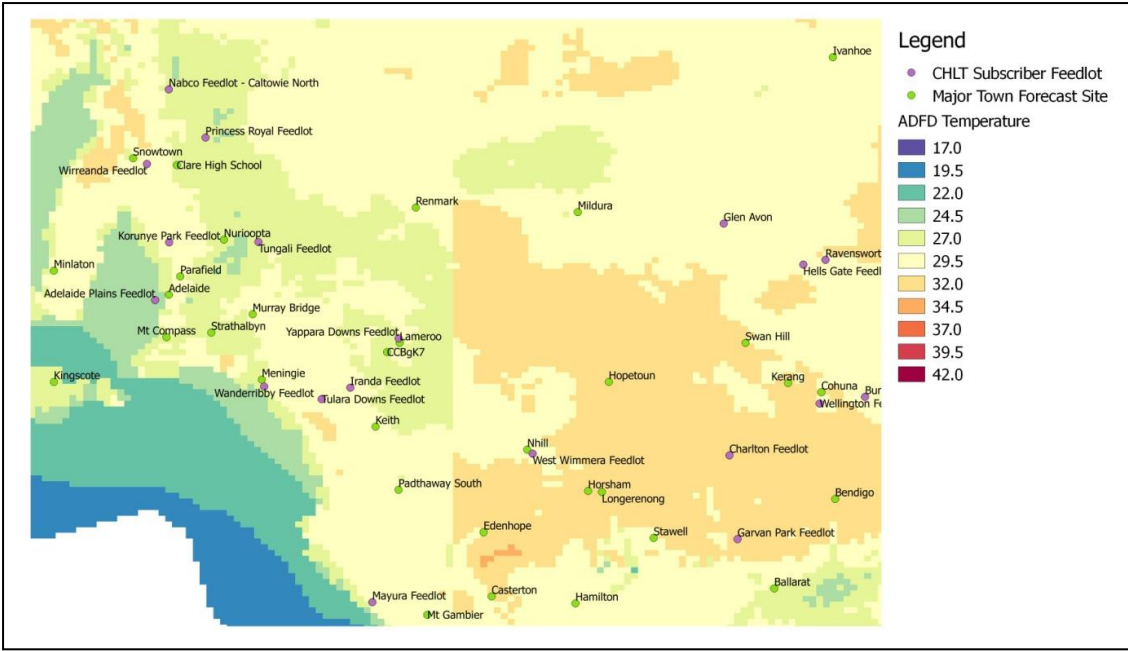 Ivanhoe
Nabco Feedlot - Caltowie North
Princess Royal Feedlot
Snowtown
Wirreanda Feedlot
Clare High School
Renmark
Mildura
Glen Avon
Korunye Park Feedlot
Nurioopta
Tungali Feedlot
Ravenswort
Hells Gate Feedl
Minlaton
Parafield
Adelaide Plains Feedlot
Adelaide
Murray Bridge
Mt Compass
Strathalbyn
Yappara Downs Feedlot
Lameroo
CCBgK7
Swan Hill
Kingscote
Meningie
Wanderribby Feedlot
Iranda Feedlot
Tulara Downs Feedlot
Hopetoun
Kerang
Cohuna
Bur
Wellington Fe
Keith
Nhill
West Wimmera Feedlot
Charlton Feedlot
Padthaway South
Horsham
Longerenong
Bendigo
Edenhope
Stawell
Garvan Park Feedlot
Mayura Feedlot
Mt Gambier
Casterton
Hamilton
Ballarat
Legend
CHLT Subscriber Feedlot
Major Town Forecast Site
ADFD Temperature
17.0
19.5
22.0
24.5
27.0
29.5
32.0
34.5
37.0
39.5
42.0